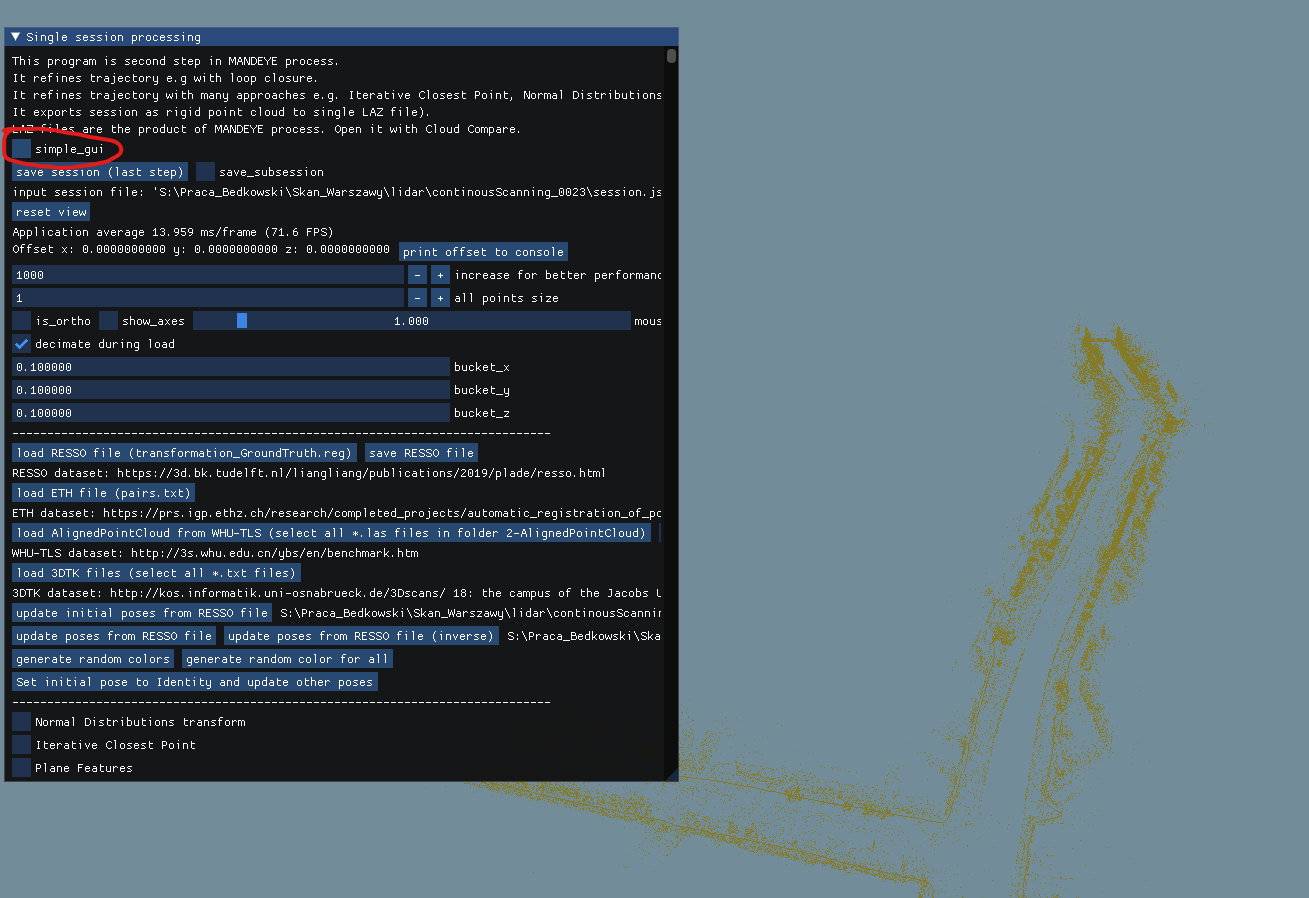 Single session processing
This program is second step in MANDEYE process.
It refines trajectory e.g with loop closure.
It refines trajectory with many approaches e.g. Iterative Closest Point, Normal Distributions
It exports session as rigid point cloud to single LAZ file).
LAZ files are the product of MANDEYE process. Open it with Cloud Compare.
simple_gui
save session (last step) save_subsession
input session file: 'S:\Praca_Bedkowski\Skan_Warszawy\lidar\continousScanning_0023\session.js
reset view
Application average 13.959 ms/frame (71.6 FPS)
Offset x: 0.0000000000 y: 0.0000000000 z: 0.0000000000 print offset to console
1000 - + increase for better performanc
1 - + all points size
is_ortho show_axes 1.000 mous
decimate during load
0.100000 bucket_x
0.100000 bucket_y
0.100000 bucket_z
-----------------------------------------------------------------------------
load RESSO file (transformation_GroundTruth.reg) save RESSO file
RESSO dataset: https://3d.bk.tudelft.nl/liangliang/publications/2019/plade/resso.html
load ETH file (pairs.txt)
ETH dataset: https://prs.igp.ethz.ch/research/completed_projects/automatic_registration_of_po
load AlignedPointCloud from WHU-TLS (select all *.las files in folder 2-AlignedPointCloud)
WHU-TLS dataset: http://3s.whu.edu.cn/ybs/en/benchmark.htm
load 3DTK files (select all *.txt files)
3DTK dataset: http://kos.informatik.uni-osnabrueck.de/3Dscans/ 18: the campus of the Jacobs U
update initial poses from RESSO file S:\Praca_Bedkowski\Skan_Warszawy\lidar\continousScannin
update poses from RESSO file update poses from RESSO file (inverse) S:\Praca_Bedkowski\Ska
generate random colors generate random color for all
Set initial pose to Identity and update other poses
-----------------------------------------------------------------------------
Normal Distributions transform
Iterative Closest Point
Plane Features